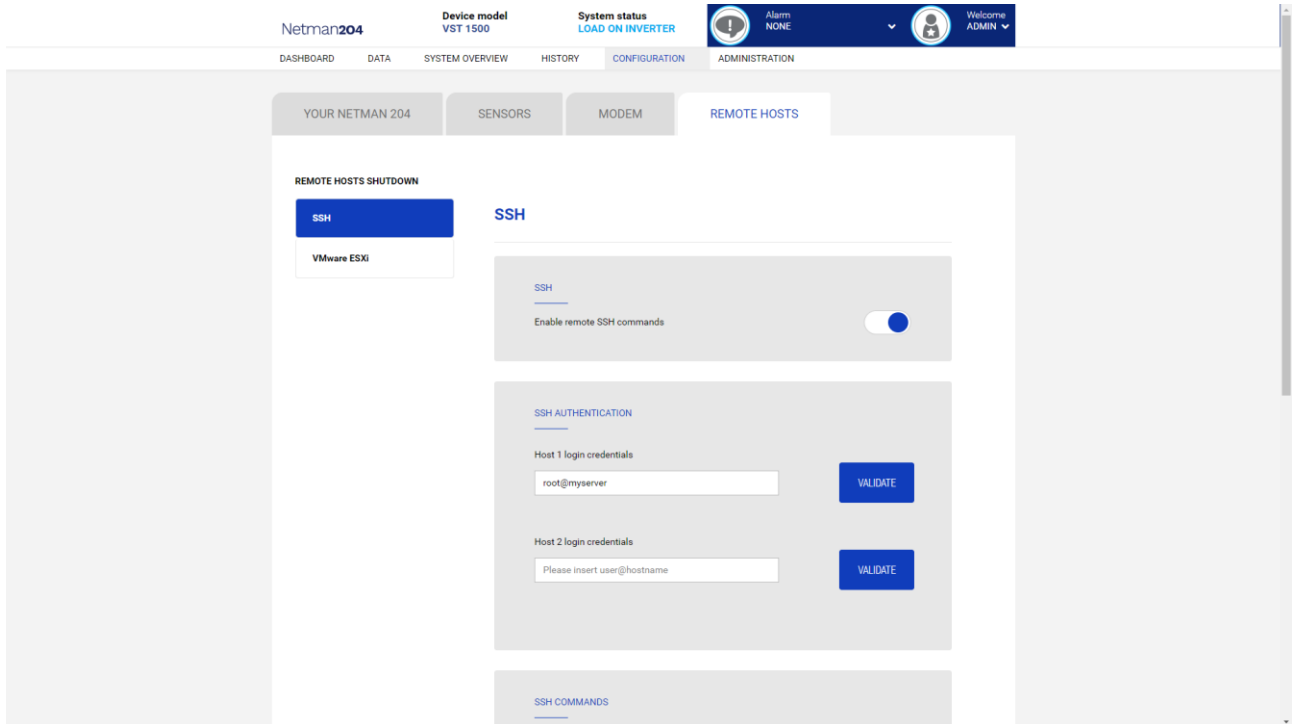 Netman204
Device model
VST 1500
System status
LOAD ON INVERTER
Alarm
NONE
Welcome
ADMIN
DASHBOARD DATA SYSTEM OVERVIEW HISTORY CONFIGURATION ADMINISTRATION
YOUR NETMAN 204 SENSORS MODEM REMOTE HOSTS
REMOTE HOSTS SHUTDOWN
SSH
VMware ESXi
SSH
SSH
Enable remote SSH commands
SSH AUTHENTICATION
Host 1 login credentials
root@myserver
VALIDATE
Host 2 login credentials
Please insert user@hostname
VALIDATE
SSH COMMANDS